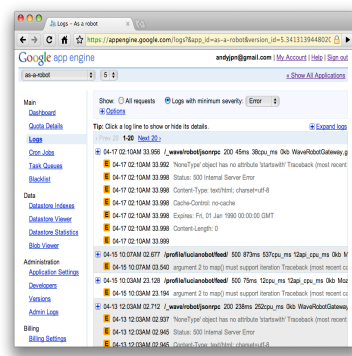 Logs – As a robot
https://appengine.google.com/logs?&app_id=as-a-robot&version_id=5.341313944802
Google app engine
andyjpn@gmail.com | My Account | Help | Sign out
as-a-robot
5
« Show All Applications
Main
Dashboard
Quota Details
Logs
Cron Jobs
Task Queues
Blacklist
Data
Datastore Indexes
Datastore Viewer
Datastore Statistics
Blob Viewer
Administration
Application Settings
Developers
Versions
Admin Logs
Billing
Billing Settings
Show: All requests Logs with minimum severity: Error
Options
Tip: Click a log line to show or hide its details.
Expand logs
‹ Prev 20 1-20 Next 20 ›
04-17 02:10AM 33.956 /_wave/robot/jsonrpc 200 45ms 38cpu_ms 0kb WaveRobotGateway,g
E 04-17 02:10AM 33.992 'NoneType' object has no attribute 'startswith' Traceback (most recent
E 04-17 02:10AM 33.998 Status: 500 Internal Server Error
E 04-17 02:10AM 33.998 Content-Type: text/html; charset=utf-8
E 04-17 02:10AM 33.998 Cache-Control: no-cache
E 04-17 02:10AM 33.998 Expires: Fri, 01 Jan 1990 00:00:00 GMT
E 04-17 02:10AM 33.998 Content-Length: 0
E 04-17 02:10AM 33.999
04-15 10:07AM 02.677 /profile/lucianobot/feed/ 500 873ms 537cpu_ms 12api_cpu_ms 0kb M
E 04-15 10:07AM 03.540 argument 2 to map() must support iteration Traceback (most recent ca
04-15 10:03AM 23.128 /profile/lucianobot/feed/ 500 75ms 12cpu_ms 12api_cpu_ms 0kb Moz
E 04-15 10:03AM 23.194 argument 2 to map() must support iteration Traceback (most recent ca
04-13 12:03AM 02.712 /_wave/robot/jsonrpc 200 238ms 252cpu_ms 0kb WaveRobotGateway,
E 04-13 12:03AM 02.937 'NoneType' object has no attribute 'startswith' Traceback (most recent
E 04-13 12:03AM 02.945 Status: 500 Internal Server Error
E 04-13 12:03AM 02.945 Content-Type: text/html; charset=utf-8